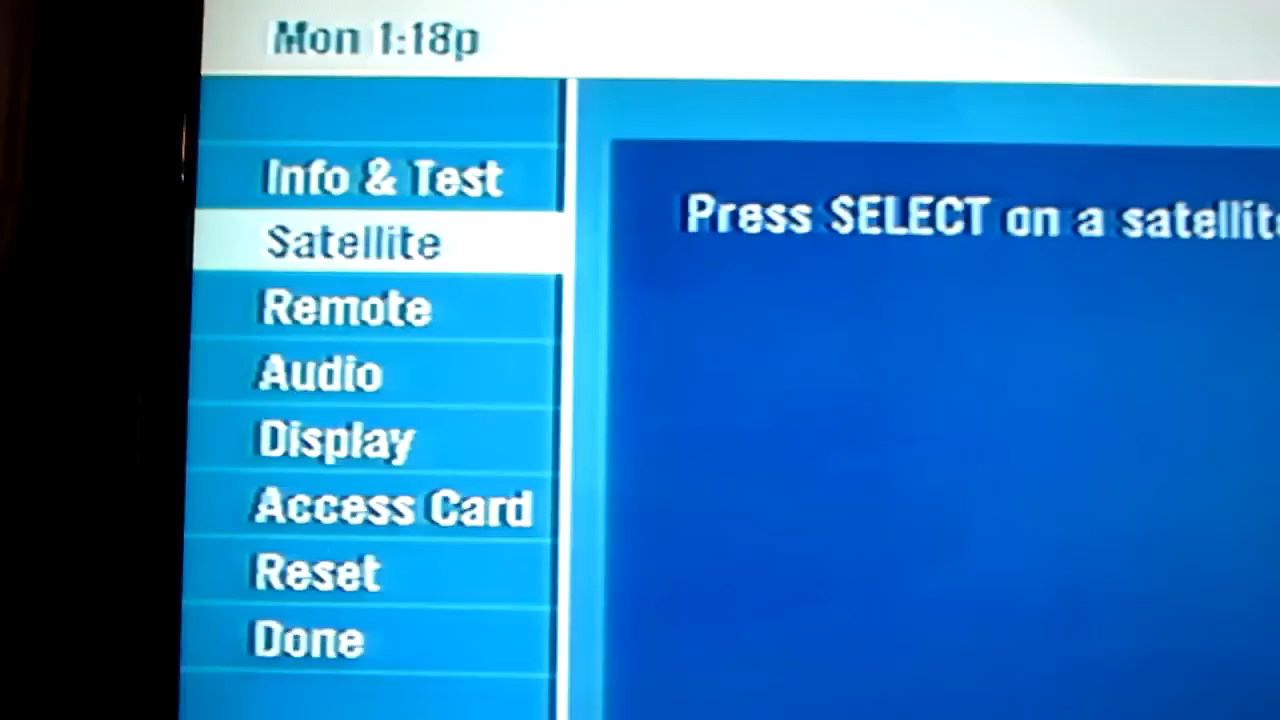 Mon 1:18p
Info & Test
Satellite
Remote
Audio
Display
Access Card
Reset
Done
Press SELECT on a satellite